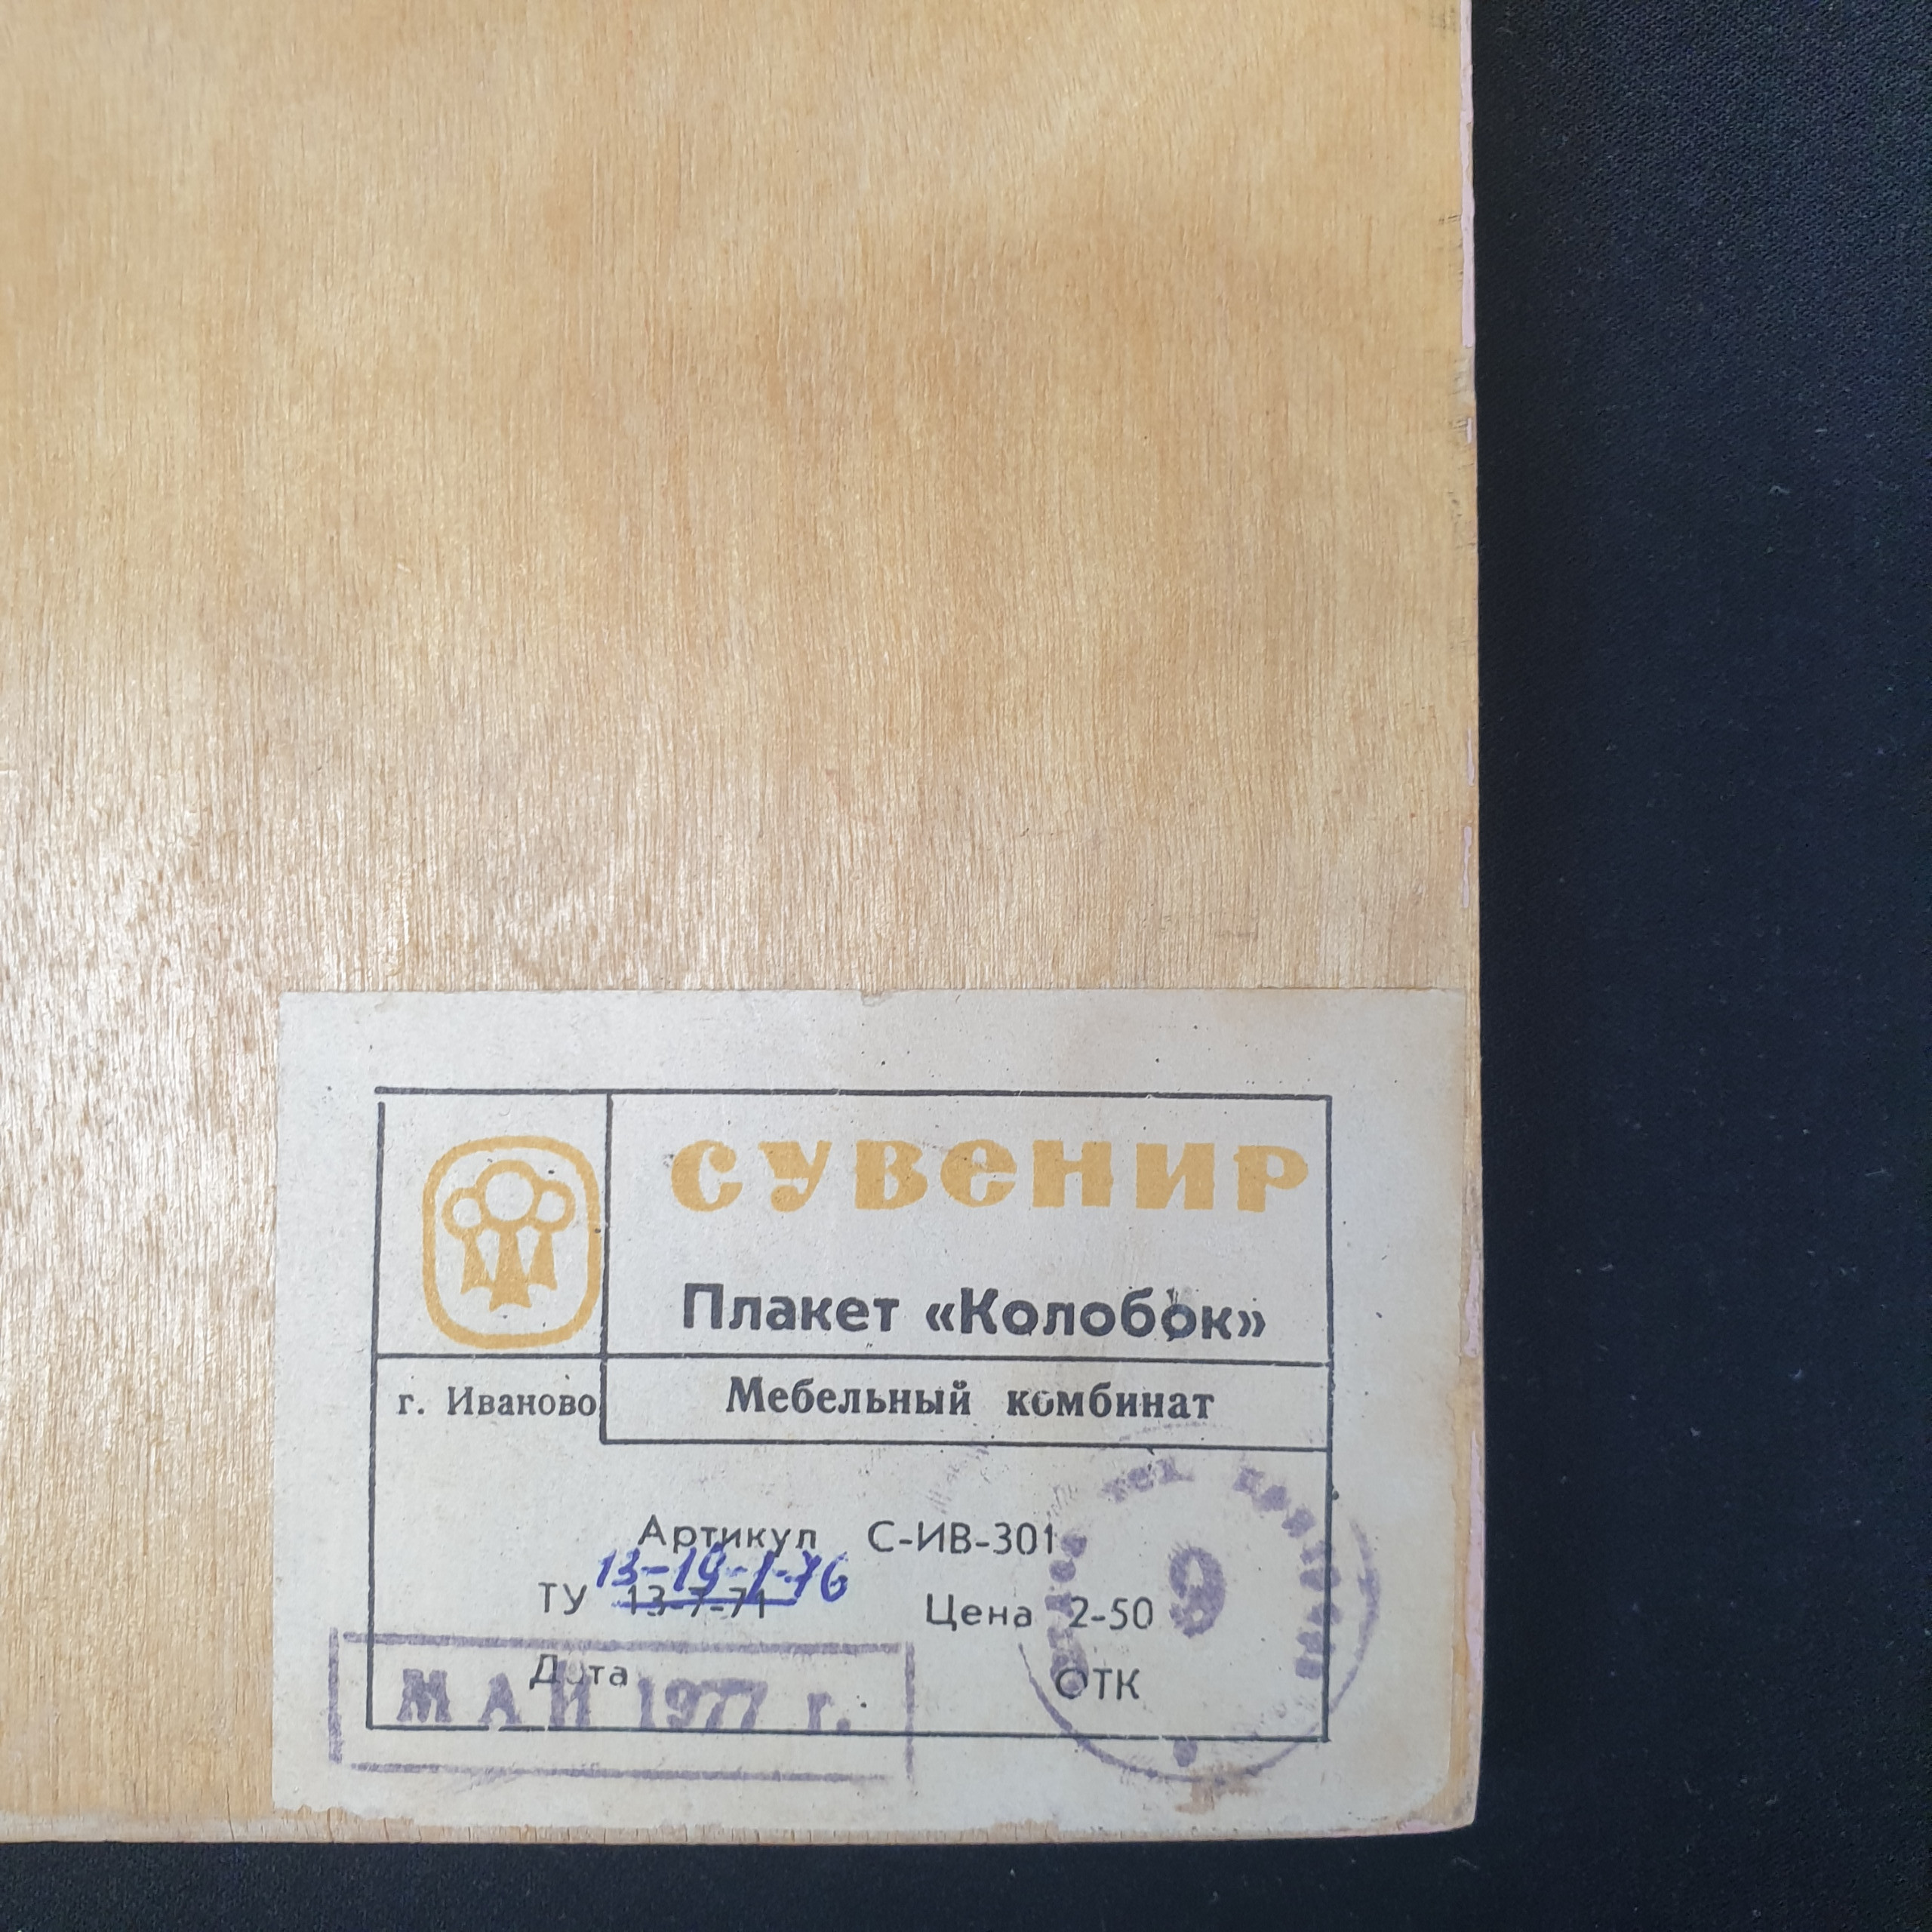 сувенир
Плакет «Колобок»
г. Иваново
Мебельный комбинат
Артикул С-ИВ-301
13-19-1-76
ТУ 13-7-71 Цена 2-50
9
Дата
МАЙ 1977 г.
ОТК